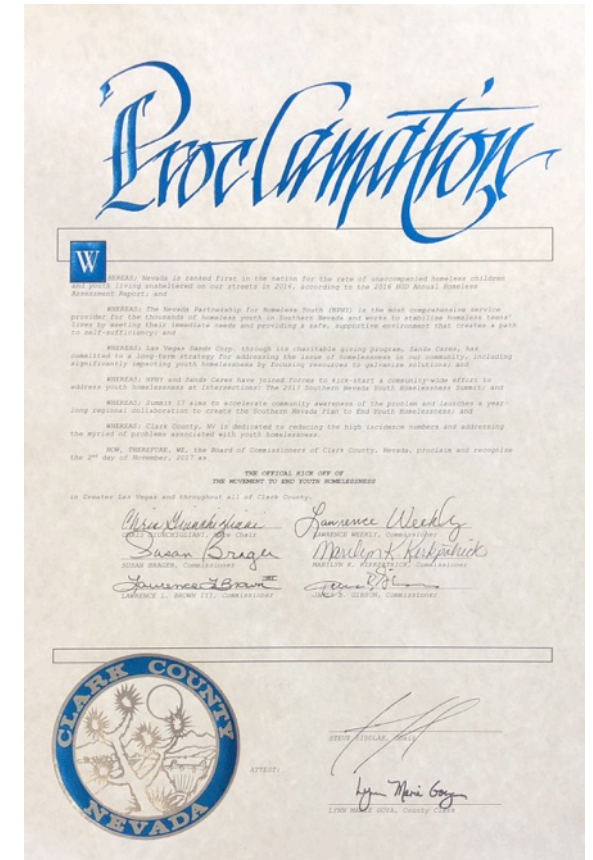 Proclamation
WHEREAS; Nevada is ranked first in the nation for the rate of unaccompanied homeless children
and youth living unsheltered on our streets in 2016, according to the 2016 HUD Annual Homeless
Assessment Report; and
WHEREAS; The Nevada Partnership for Homeless Youth (NPHY) is the most comprehensive service
provider for the thousands of homeless youth in Southern Nevada and works to stabilize homeless teens'
lives by meeting their immediate needs and providing a safe, supportive environment that creates a path
to self-sufficiency; and
WHEREAS; Las Vegas Sands Corp. through its charitable giving program, Sands Cares, has
committed to a long-term strategy for addressing the issue of homelessness in our community, including
significantly impacting youth homelessness by focusing resources to galvanize solutions; and
WHEREAS; NPHY and Sands Cares have joined forces to kick-start a community-wide effort to
address youth homelessness at Intersections: The 2017 Southern Nevada Youth Homelessness Summit; and
WHEREAS; Summit 17 aims to accelerate community awareness of the problem and launches a year-
long regional collaboration to create the Southern Nevada Plan to End Youth Homelessness; and
WHEREAS; Clark County, NV is dedicated to reducing the high incidence numbers and addressing
the myriad of problems associated with youth homelessness.
NOW, THEREFORE, WE, the Board of Commissioners of Clark County, Nevada, proclaim and recognize
the 2nd day of November, 2017 as
THE OFFICAL KICK OFF OF
THE MOVEMENT TO END YOUTH HOMELESSNESS
in Greater Las Vegas and throughout all of Clark County.
Chris Giunchigliani Lawrence Weekly
CHRIS GIUNCHIGLIANI, Vice Chair LAWRENCE WEEKLY, Commissioner
Susan Brager Marilyn K Kirkpatrick
SUSAN BRAGER, Commissioner MARILYN K. KIRKPATRICK, Commissioner
Lawrence L Brown III
LAWRENCE L. BROWN III, Commissioner JAMES B. GIBSON, Commissioner
CLARK COUNTY
NEVADA
STEVE SISOLAK, Chair
ATTEST:
Lynn Marie Goya
LYNN MARIE GOYA, County Clerk